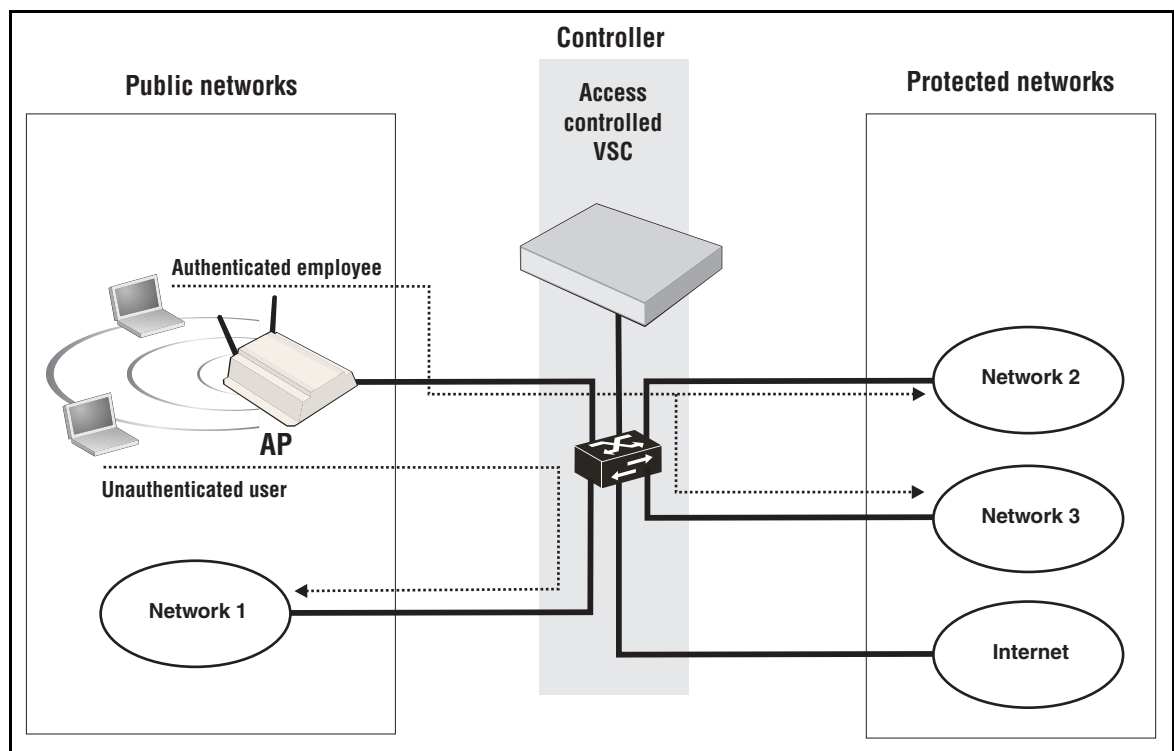 Controller
Public networks
Protected networks
Access
controlled
VSC
Authenticated employee
AP
Unauthenticated user
Network 1
Network 2
Network 3
Internet